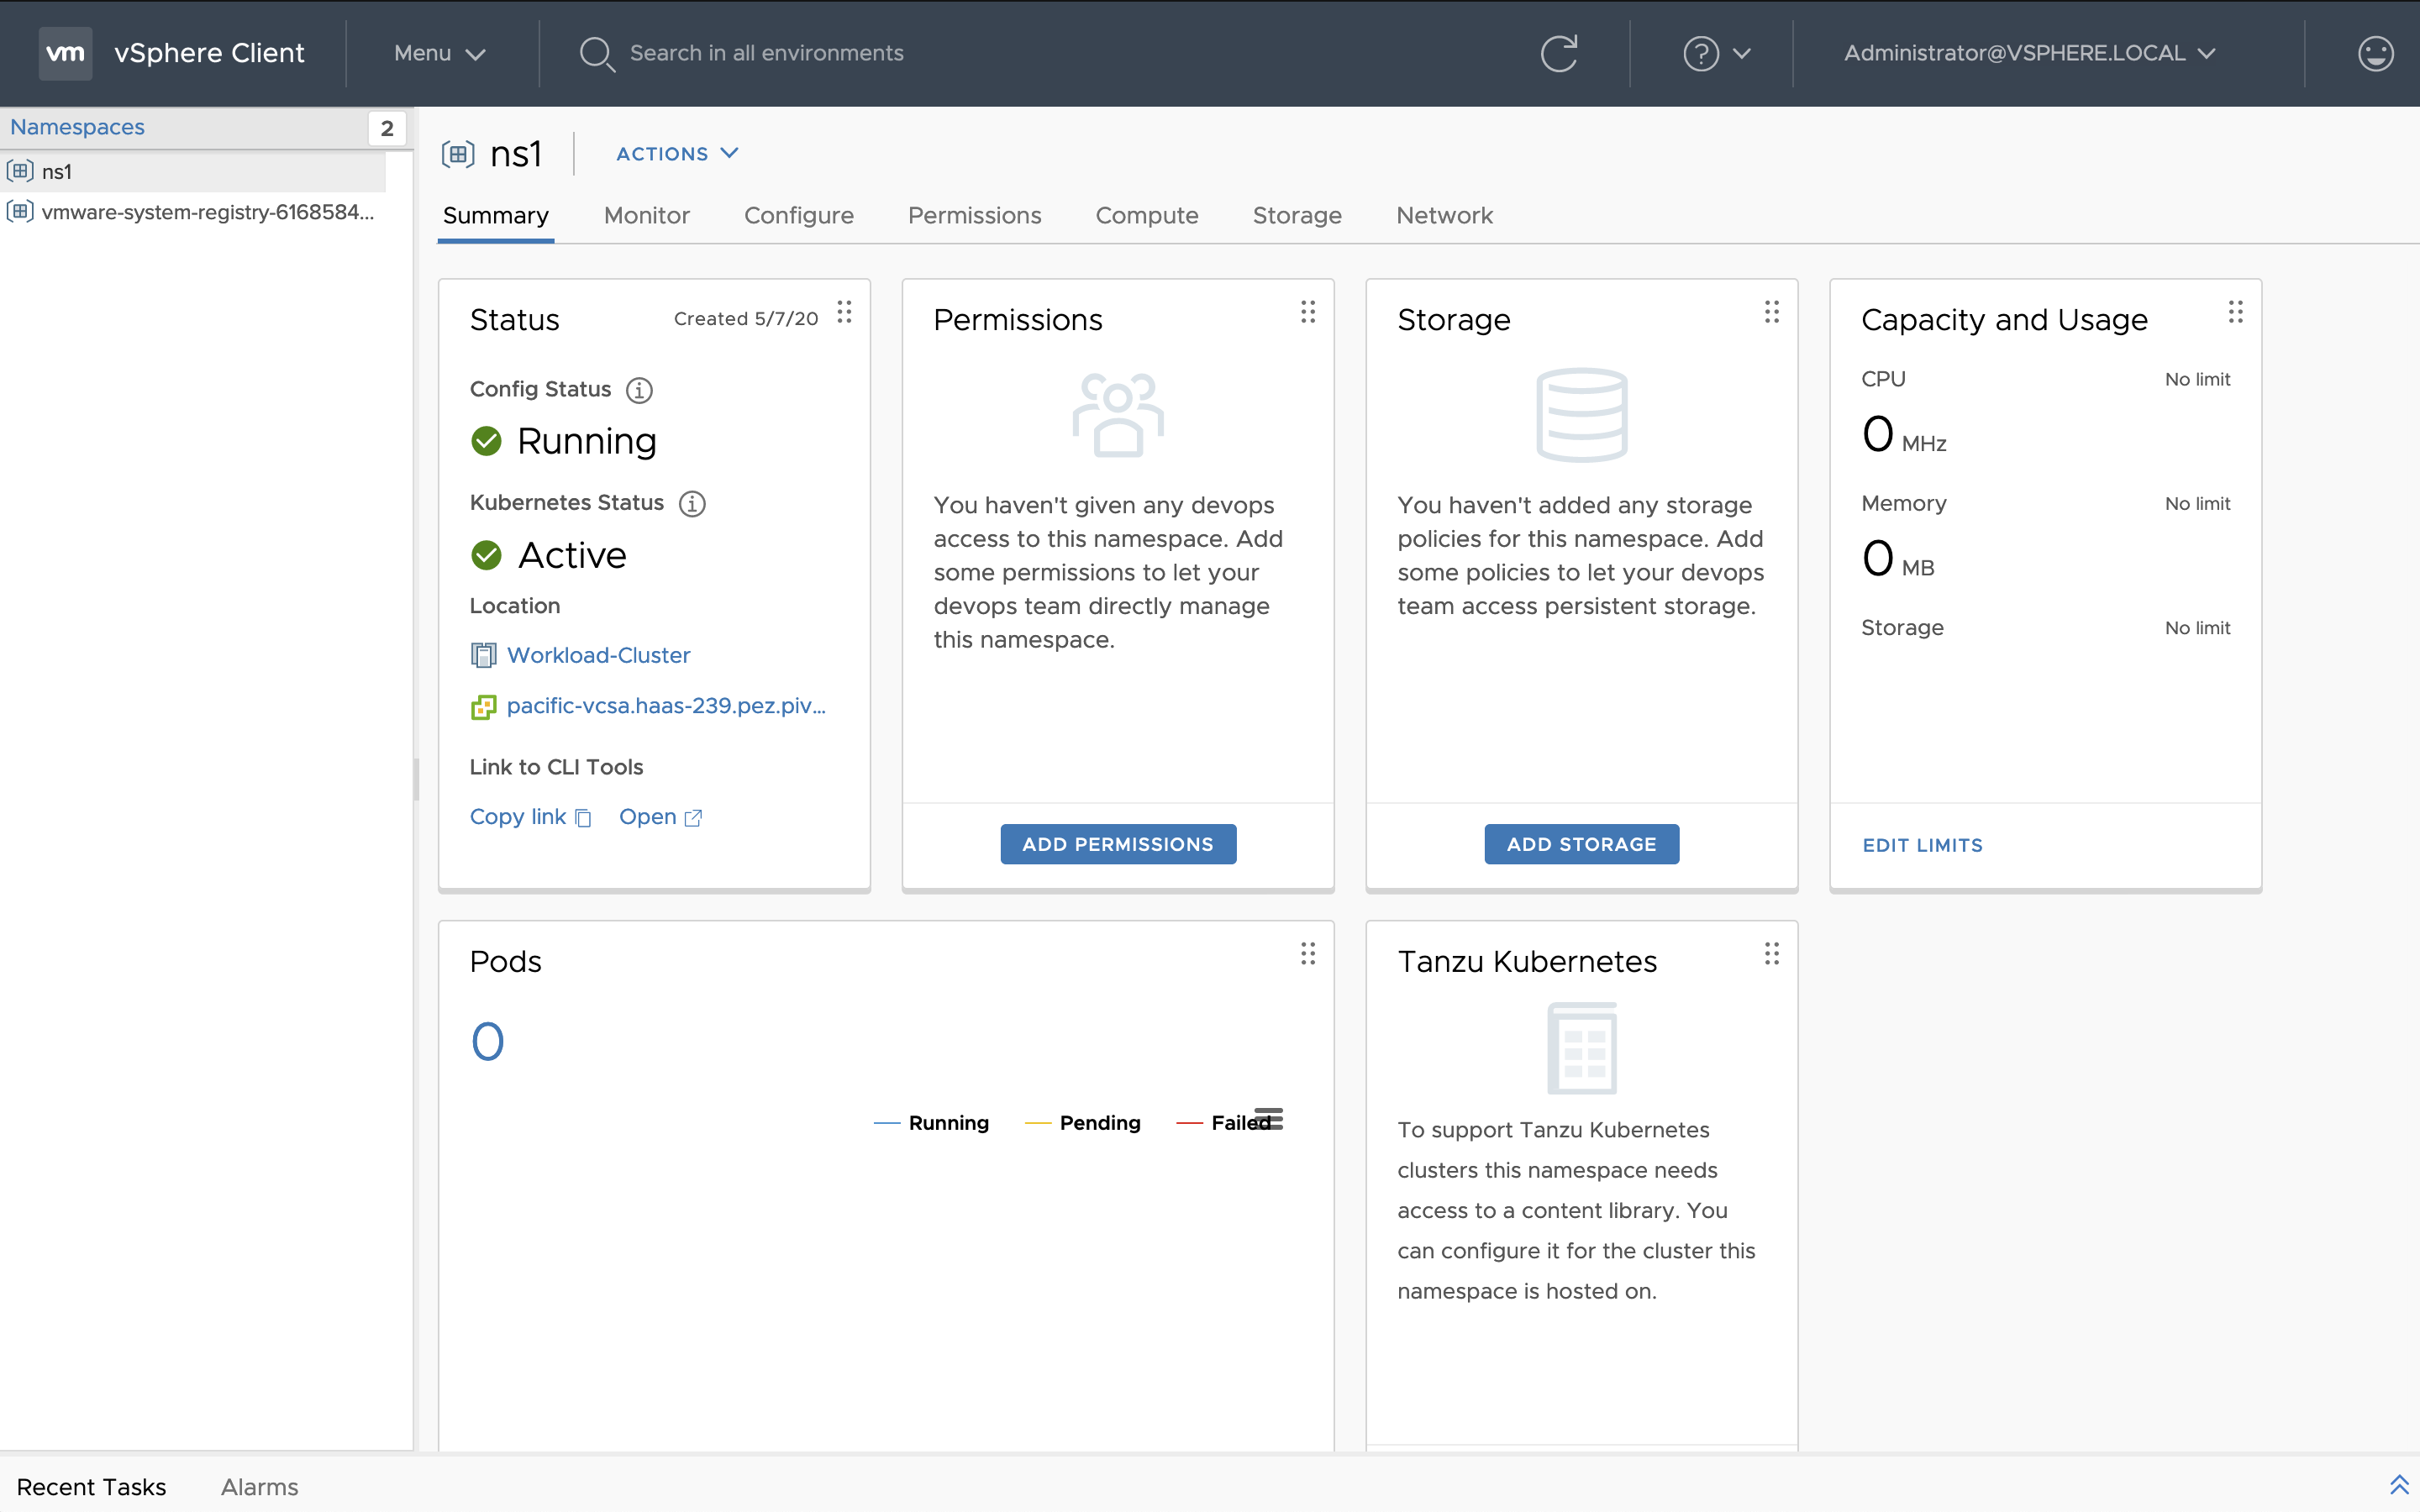 vm vSphere Client Menu Search in all environments Administrator@VSPHERE.LOCAL
Namespaces 2
ns1
vmware-system-registry-6168584...
ns1 ACTIONS
Summary Monitor Configure Permissions Compute Storage Network
Status Created 5/7/20
Config Status
Running
Kubernetes Status
Active
Location
Workload-Cluster
pacific-vcsa.haas-239.pez.piv...
Link to CLI Tools
Copy link Open
Permissions
You haven't given any devops
access to this namespace. Add
some permissions to let your
devops team directly manage
this namespace.
ADD PERMISSIONS
Storage
You haven't added any storage
policies for this namespace. Add
some policies to let your devops
team access persistent storage.
ADD STORAGE
Capacity and Usage
CPU No limit
0 MHz
Memory No limit
0 MB
Storage No limit
EDIT LIMITS
Pods
0
Running Pending Failed
Tanzu Kubernetes
To support Tanzu Kubernetes
clusters this namespace needs
access to a content library. You
can configure it for the cluster this
namespace is hosted on.
Recent Tasks Alarms